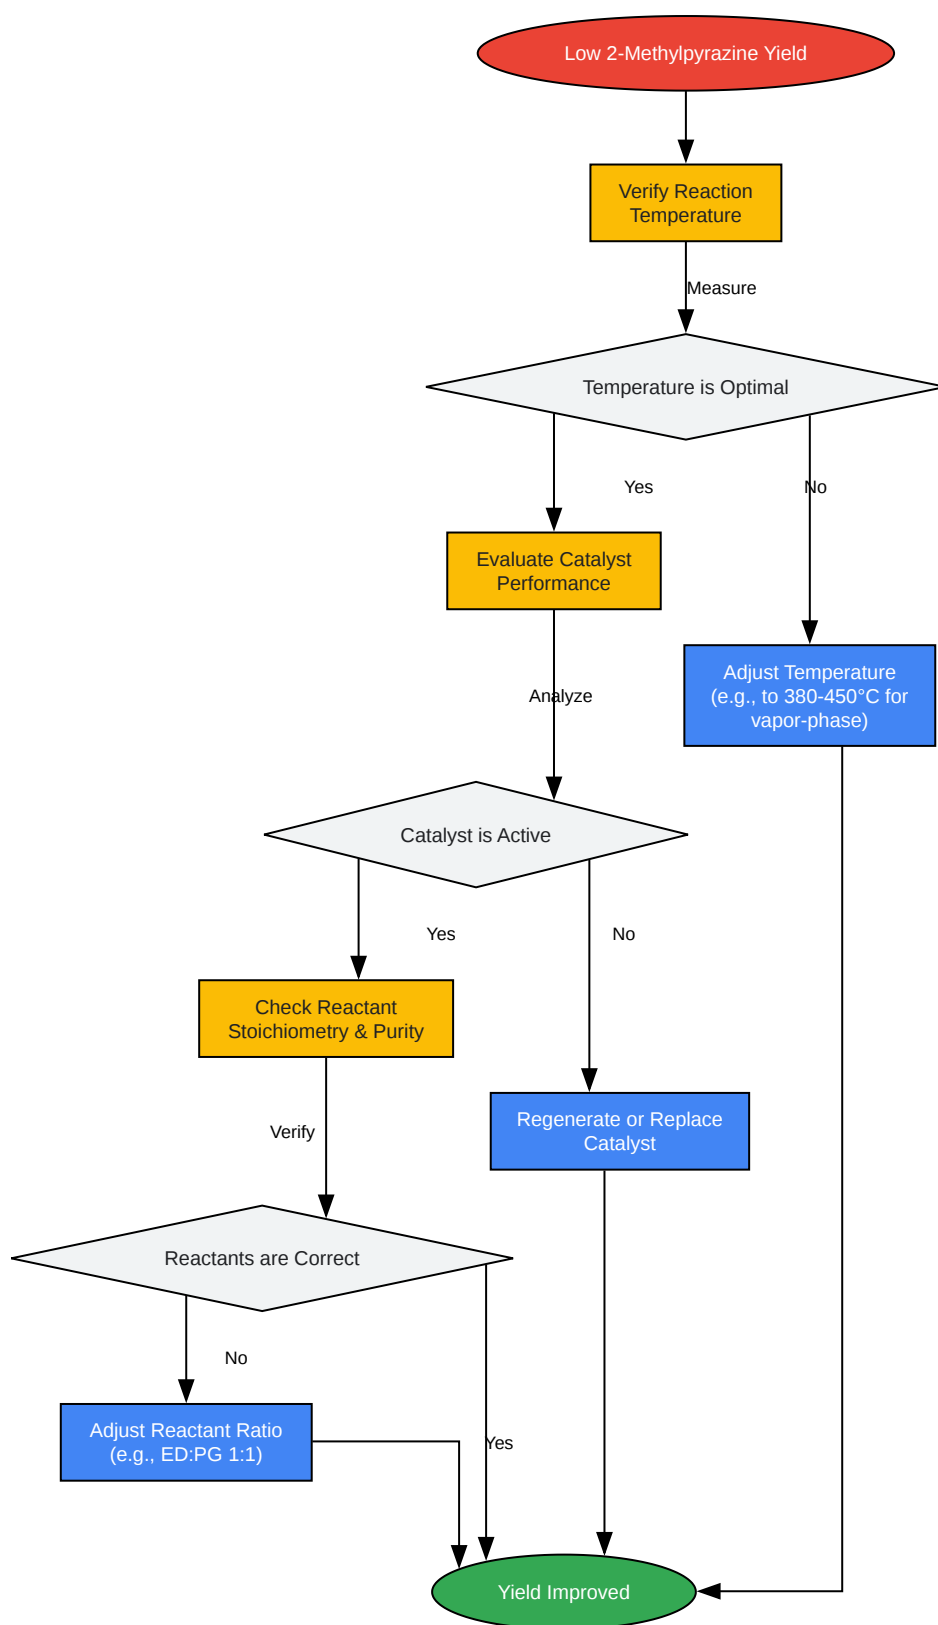 Low 2-Methylpyrazine Yield
Verify Reaction
Temperature
Measure
Temperature is Optimal
Yes
No
Evaluate Catalyst
Performance
Adjust Temperature
(e.g., to 380-450°C for
vapor-phase)
Analyze
Catalyst is Active
Yes
No
Check Reactant
Stoichiometry & Purity
Regenerate or Replace
Catalyst
Verify
Reactants are Correct
No
Yes
Adjust Reactant Ratio
(e.g., ED:PG 1:1)
Yield Improved